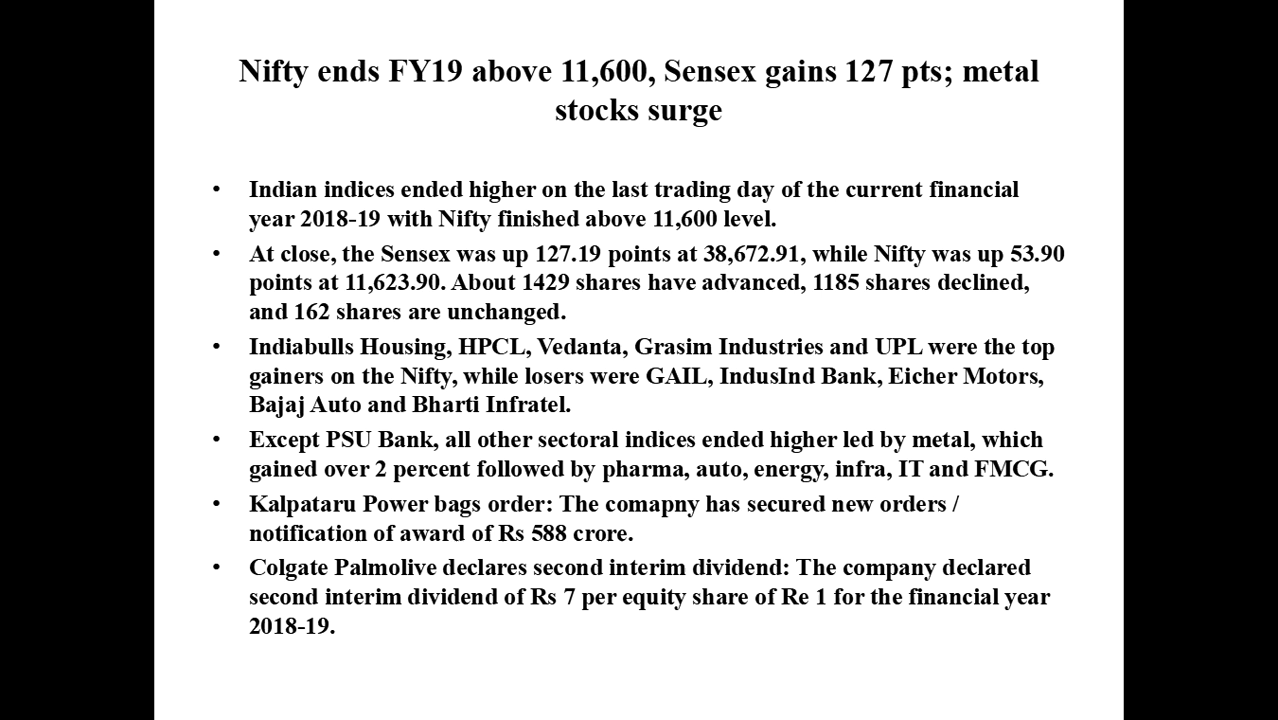 Nifty ends FY19 above 11,600, Sensex gains 127 pts; metal
stocks surge
• Indian indices ended higher on the last trading day of the current financial
year 2018-19 with Nifty finished above 11,600 level.
• At close, the Sensex was up 127.19 points at 38,672.91, while Nifty was up 53.90
points at 11,623.90. About 1429 shares have advanced, 1185 shares declined,
and 162 shares are unchanged.
• Indiabulls Housing, HPCL, Vedanta, Grasim Industries and UPL were the top
gainers on the Nifty, while losers were GAIL, IndusInd Bank, Eicher Motors,
Bajaj Auto and Bharti Infratel.
• Except PSU Bank, all other sectoral indices ended higher led by metal, which
gained over 2 percent followed by pharma, auto, energy, infra, IT and FMCG.
• Kalpataru Power bags order: The comapny has secured new orders /
notification of award of Rs 588 crore.
• Colgate Palmolive declares second interim dividend: The company declared
second interim dividend of Rs 7 per equity share of Re 1 for the financial year
2018-19.